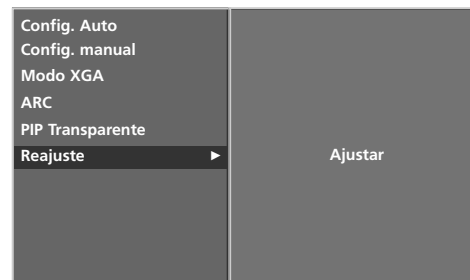 Config. Auto
Config. manual
Modo XGA
ARC
PIP Transparente
Reajuste ►
Ajustar